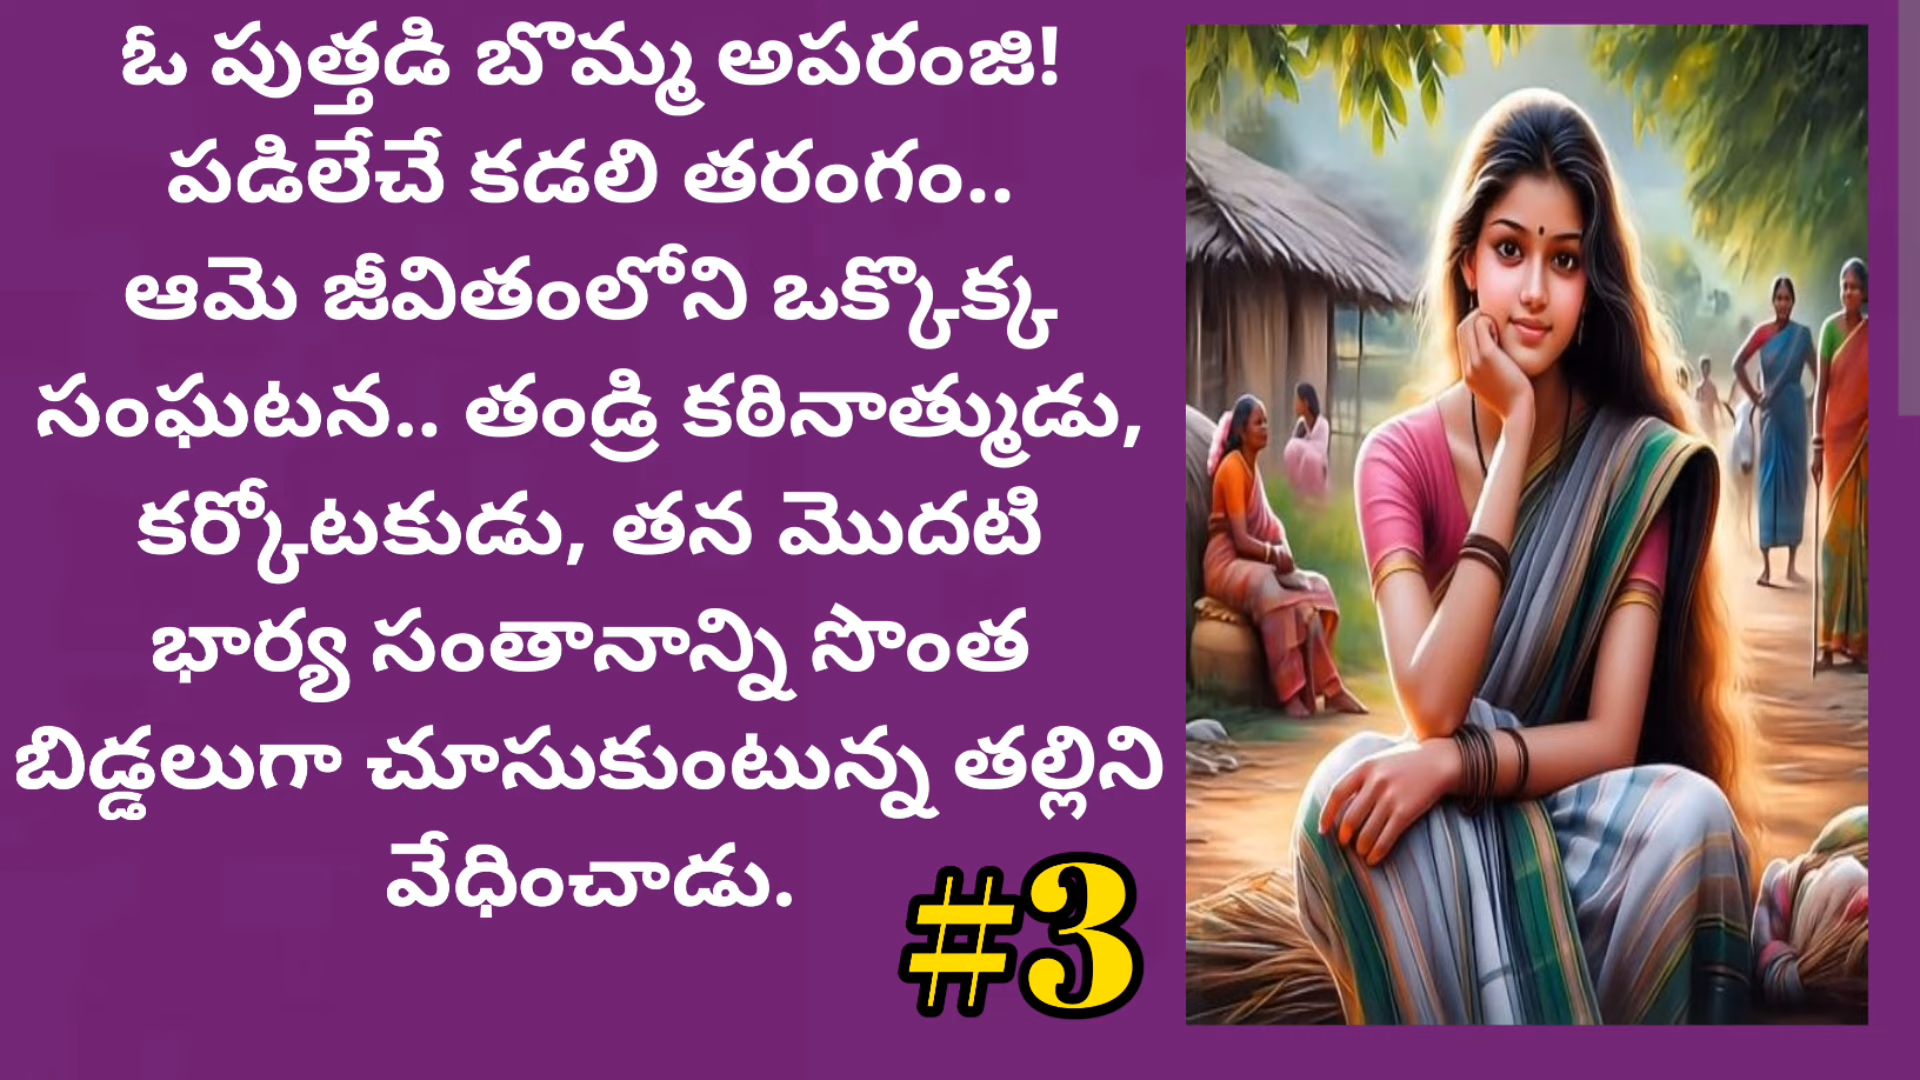 ఓ పుత్తడి బొమ్మ అపరంజి!
పడిలేచే కడలి తరంగం..
ఆమె జీవితంలోని ఒక్కొక్క
సంఘటన.. తండ్రి కఠినాత్ముడు,
కర్కోటకుడు, తన మొదటి
భార్య సంతానాన్ని సొంత
బిడ్డలుగా చూసుకుంటున్న తల్లిని
వేధించాడు.
#3